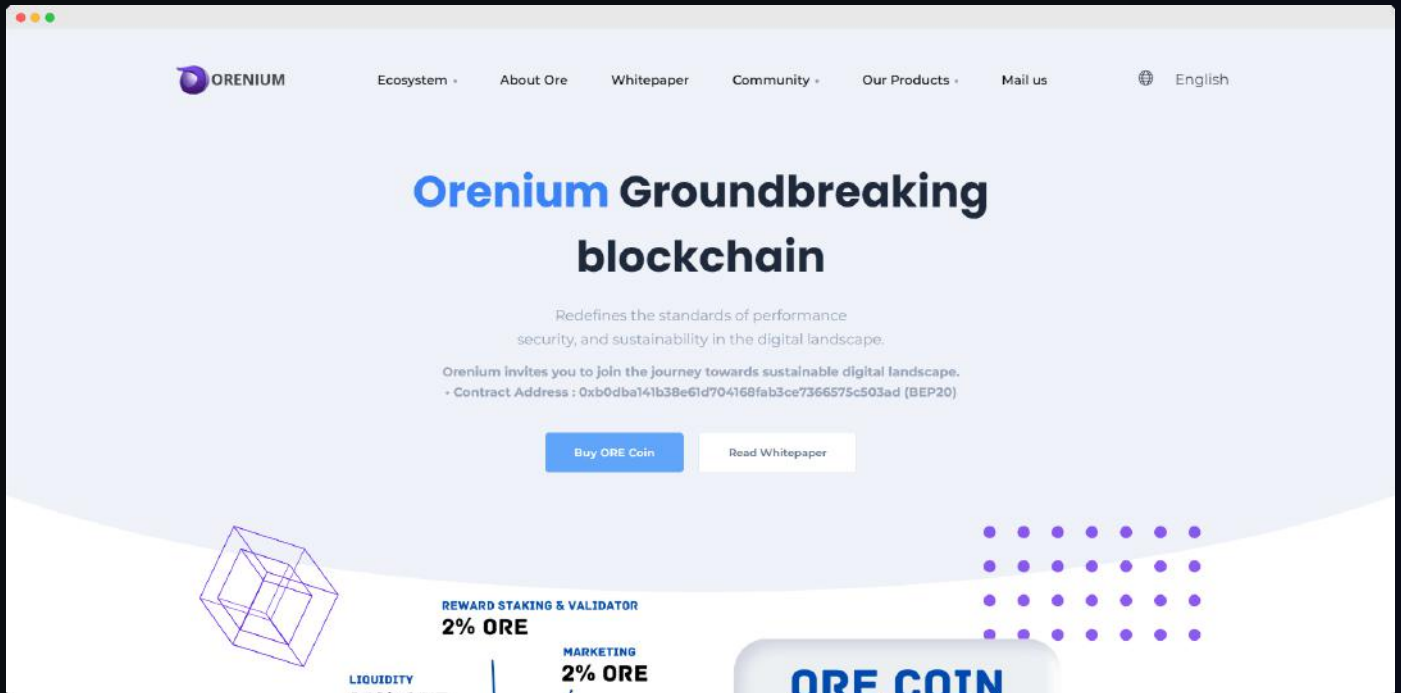 ORENIUM
Ecosystem
About Ore
Whitepaper
Community
Our Products
Mail us
English
Orenium Groundbreaking
blockchain
Redefines the standards of performance
security, and sustainability in the digital landscape.
Orenium invites you to join the journey towards sustainable digital landscape.
• Contract Address : 0xb0dba141b38e61d704168fab3ce7366575c503ad (BEP20)
Buy ORE Coin
Read Whitepaper
REWARD STAKING & VALIDATOR
2% ORE
MARKETING
2% ORE
LIQUIDITY
ORE COIN